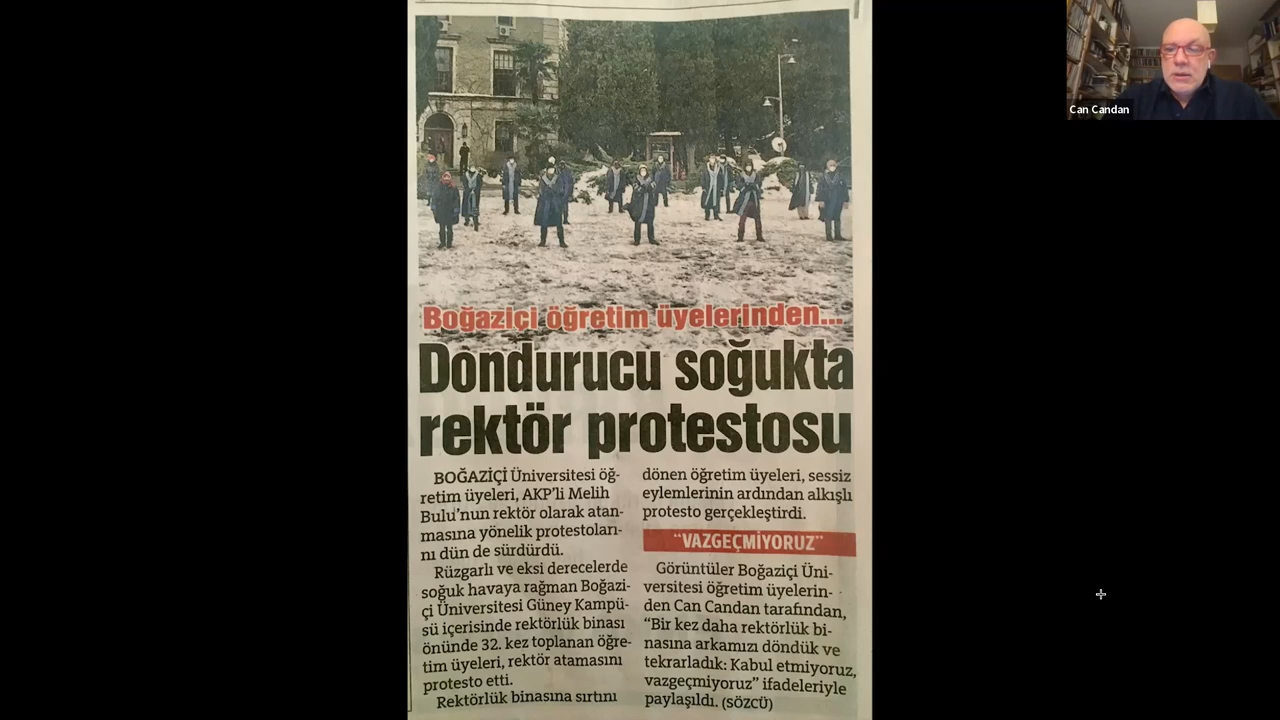 Can Candan
Boğaziçi öğretim üyelerinden...
Dondurucu soğukta
rektör protestosu
BOĞAZİÇİ Üniversitesi öğ-
retim üyeleri, AKP'li Melih
Bulu'nun rektör olarak atan-
masına yönelik protestoları-
nı dün de sürdürdü.
Rüzgarlı ve eksi derecelerde
soğuk havaya rağmen Boğazi-
çi Üniversitesi Güney Kampü-
sü içerisinde rektörlük binası
önünde 32. kez toplanan öğre-
tim üyeleri, rektör atamasını
protesto etti.
Rektörlük binasına sırtını
dönen öğretim üyeleri, sessiz
eylemlerinin ardından alkışlı
protesto gerçekleştirdi.
"VAZGEÇMİYORUZ"
Görüntüler Boğaziçi Üni-
versitesi öğretim üyelerin-
den Can Candan tarafından,
"Bir kez daha rektörlük bi-
nasına arkamızı döndük ve
tekrarladık: Kabul etmiyoruz,
vazgeçmiyoruz" ifadeleriyle
paylaşıldı. (SÖZCÜ)